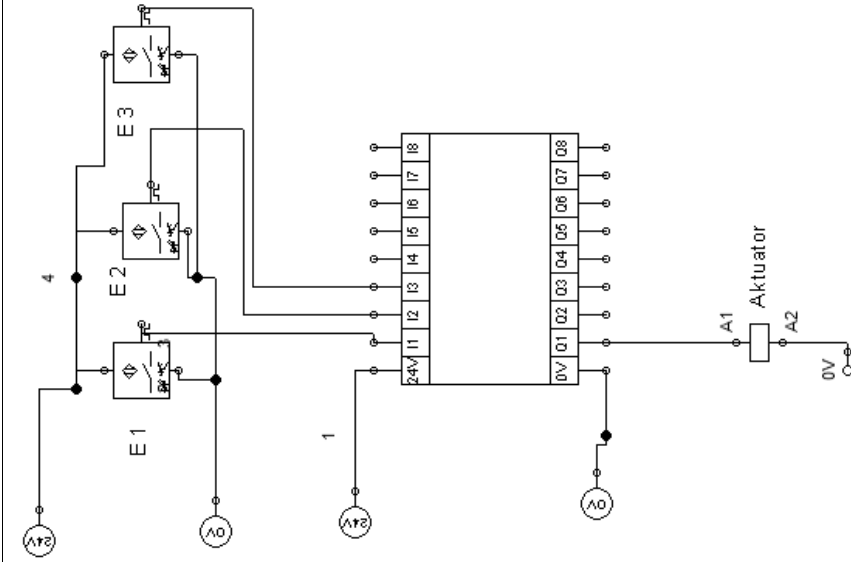 E 3
E 2
E 1
4
3
24V
0V
1
24V
I8
I7
I6
I5
I4
I3
I2
I1
24V
Q8
Q7
Q6
Q5
Q4
Q3
Q2
Q1
0V
0V
A1
Aktuator
A2
0V